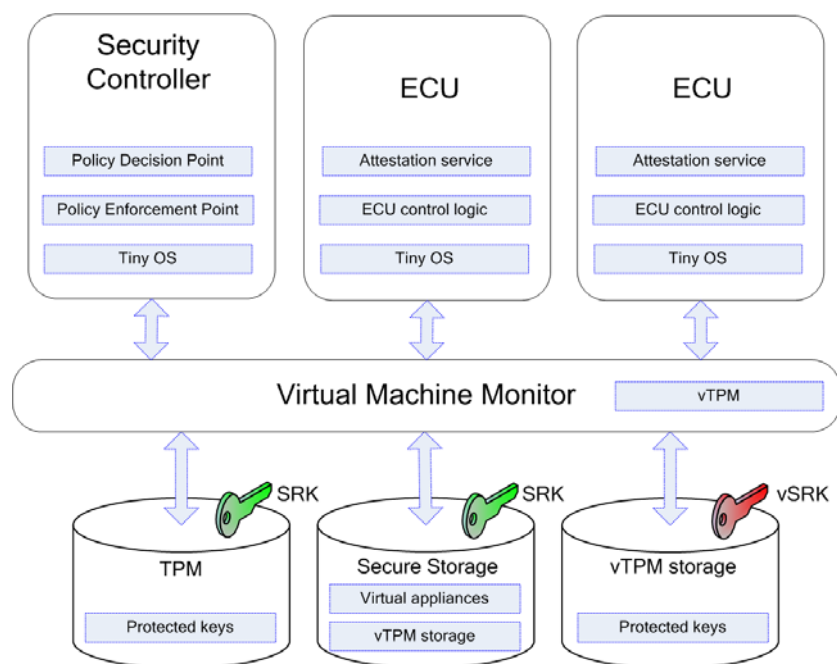 Security
Controller
Policy Decision Point
Policy Enforcement Point
Tiny OS
ECU
Attestation service
ECU control logic
Tiny OS
ECU
Attestation service
ECU control logic
Tiny OS
Virtual Machine Monitor
vTPM
SRK
TPM
Protected keys
SRK
Secure Storage
Virtual appliances
vTPM storage
vSRK
vTPM storage
Protected keys